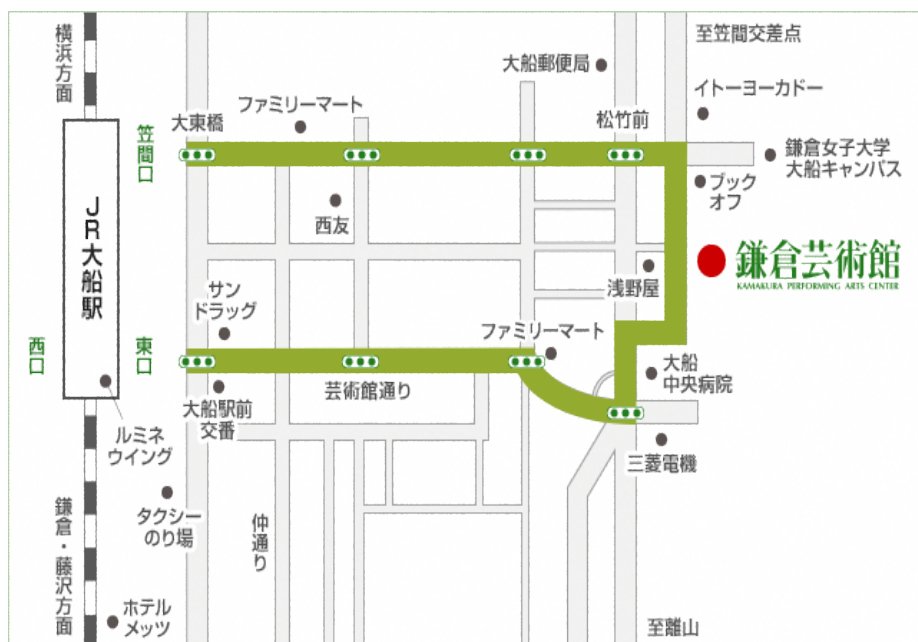 横浜方面
至笠間交差点
大船郵便局
イトーヨーカドー
ファミリーマート
大東橋
松竹前
笠間口
鎌倉女子大学
大船キャンパス
ブック
オフ
西友
JR大船駅
鎌倉芸術館
KAMAKURA PERFORMING ARTS CENTER
浅野屋
サン
ドラッグ
ファミリーマート
西口
東口
大船
中央病院
芸術館通り
大船駅前
交番
ルミネ
ウイング
三菱電機
タクシー
のり場
仲通り
鎌倉・藤沢方面
ホテル
メッツ
至離山